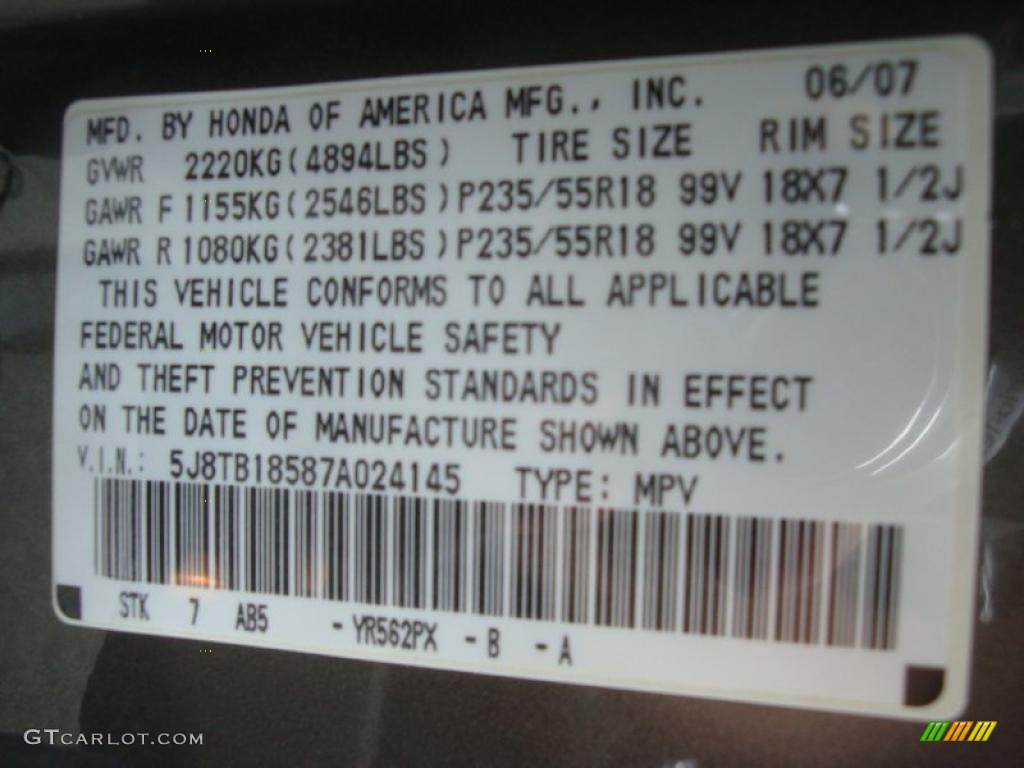 MFD. BY HONDA OF AMERICA MFG., INC. 06/07
GVWR 2220KG(4894LBS) TIRE SIZE RIM SIZE
GAWR F 1155KG(2546LBS) P235/55R18 99V 18X7 1/2J
GAWR R 1080KG(2381LBS) P235/55R18 99V 18X7 1/2J
THIS VEHICLE CONFORMS TO ALL APPLICABLE
FEDERAL MOTOR VEHICLE SAFETY
AND THEFT PREVENTION STANDARDS IN EFFECT
ON THE DATE OF MANUFACTURE SHOWN ABOVE.
V.I.N.: 5J8TB18587A024145 TYPE: MPV
STK 7 AB5 -YR562PX -B -A
GTCARLOT.COM